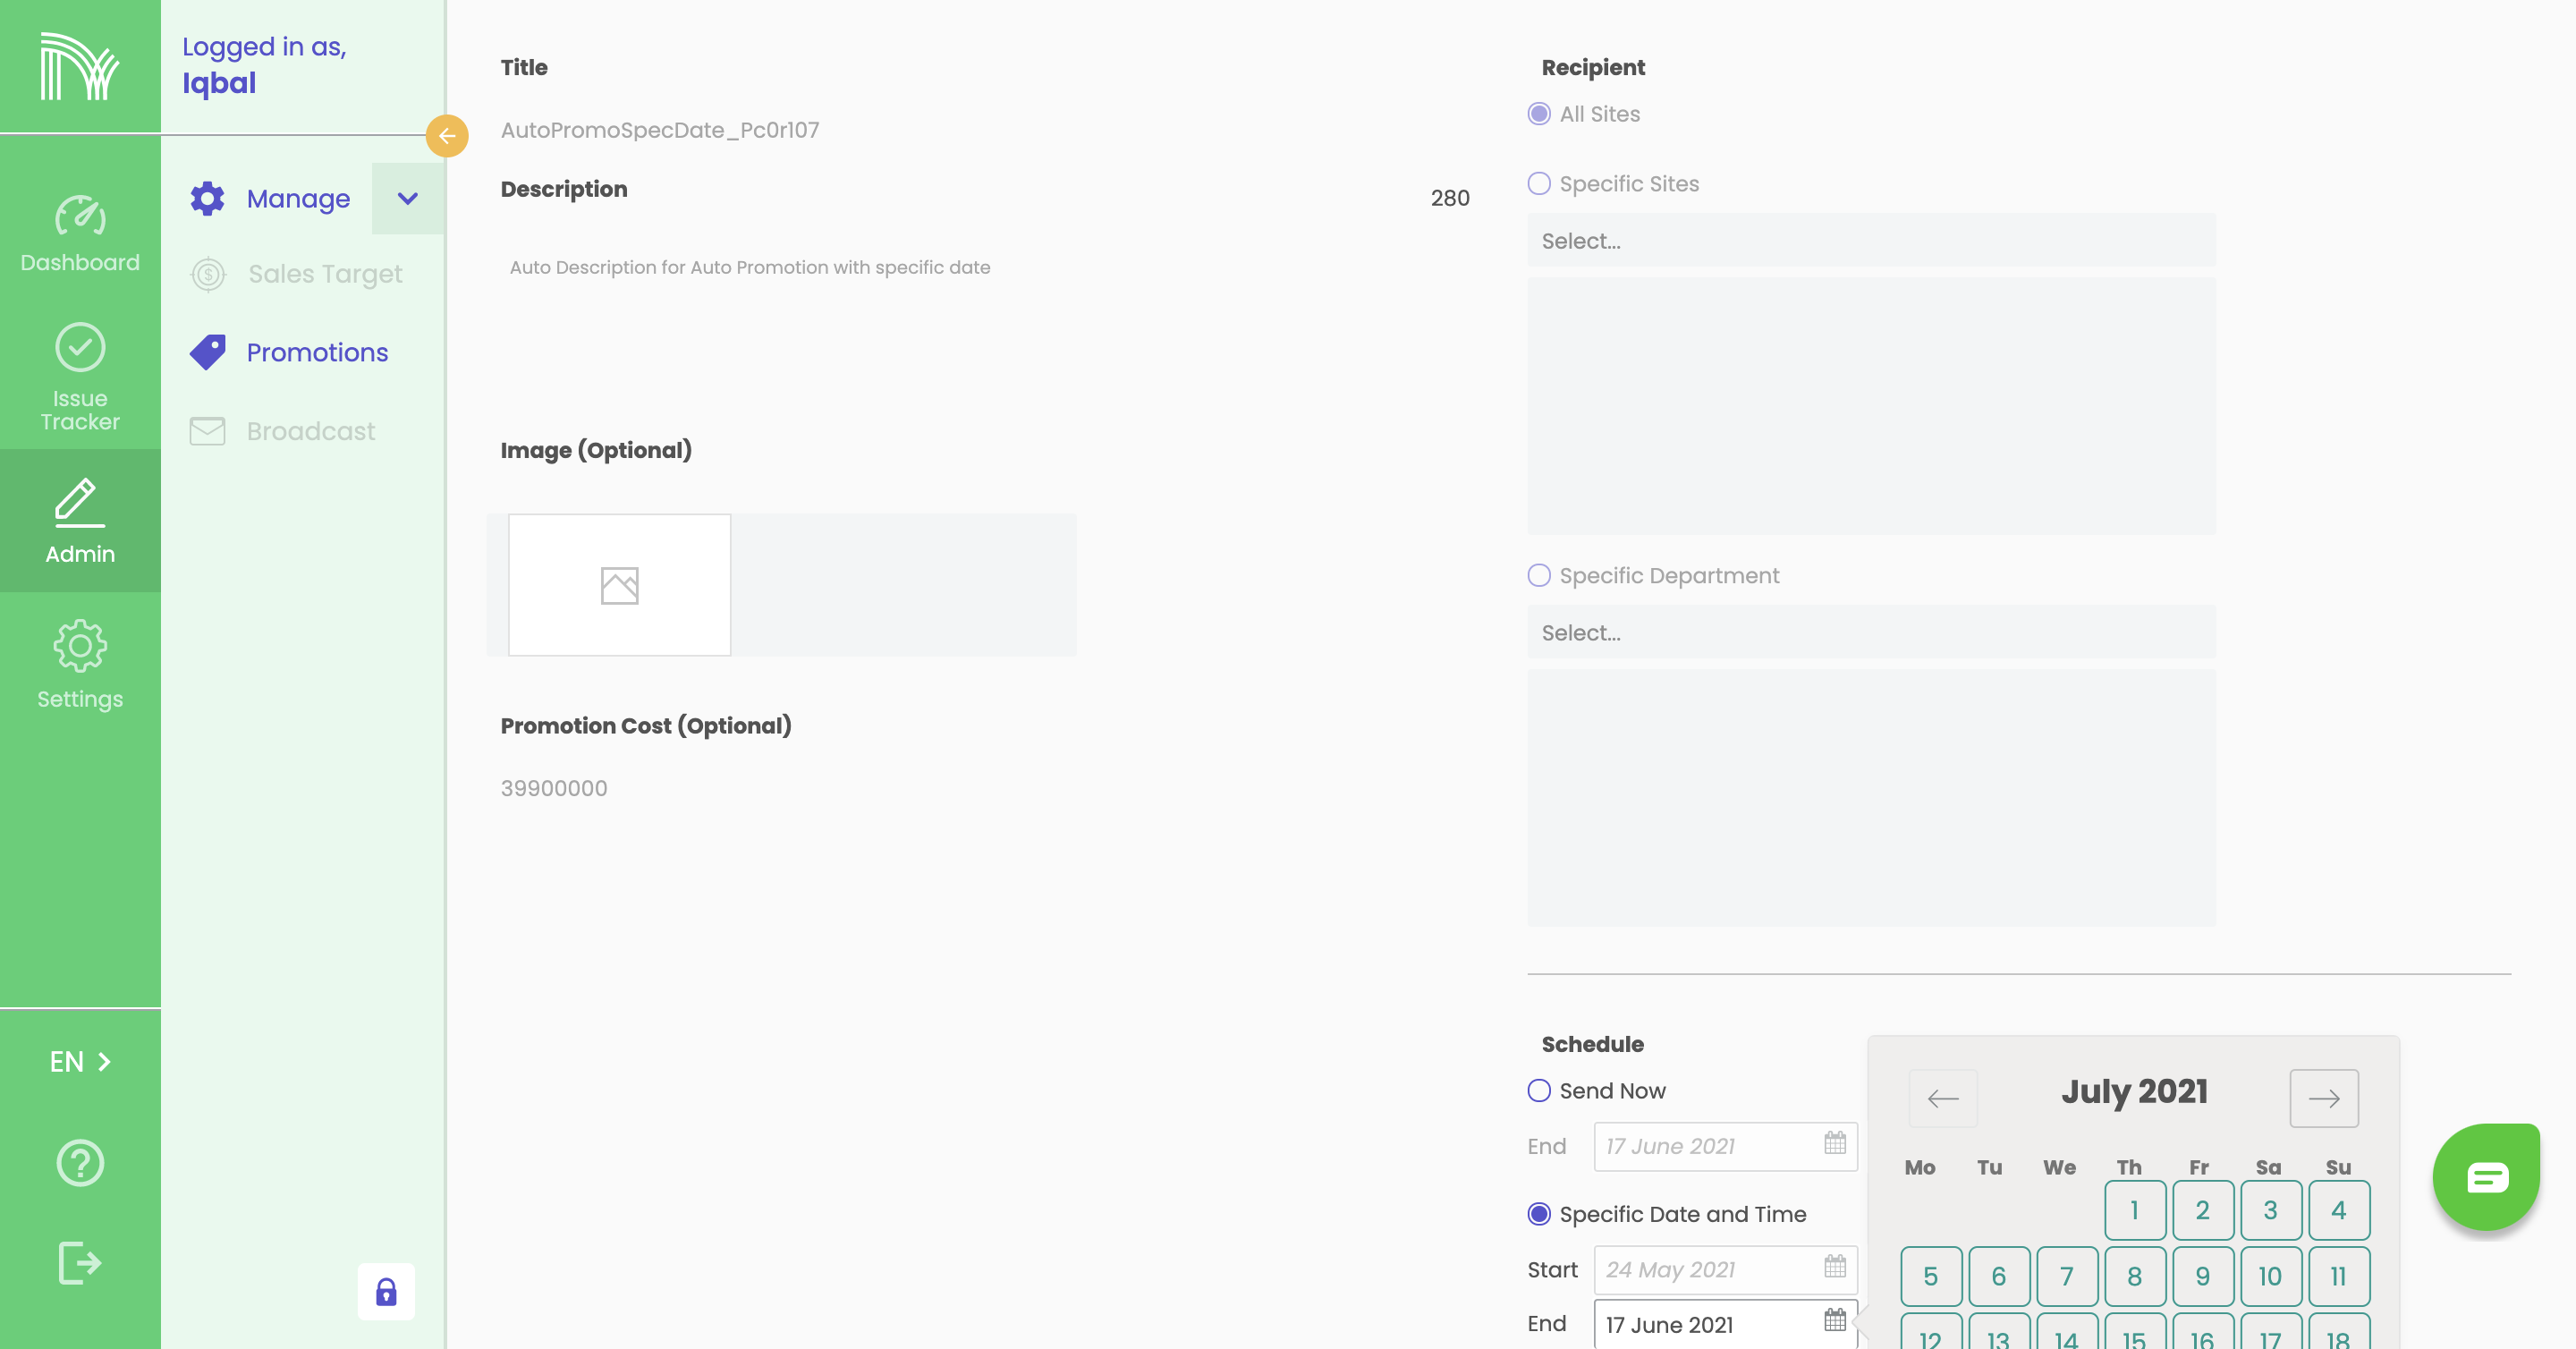 Logged in as,
Iqbal
Dashboard
Issue
Tracker
Admin
Settings
EN
Manage
Sales Target
Promotions
Broadcast
Title
AutoPromoSpecDate_Pc0r107
Description
280
Auto Description for Auto Promotion with specific date
Image (Optional)
Promotion Cost (Optional)
39900000
Recipient
All Sites
Specific Sites
Select...
Specific Department
Select...
Schedule
Send Now
End 17 June 2021
Specific Date and Time
Start 24 May 2021
End 17 June 2021
July 2021
Mo Tu We Th Fr Sa Su
1 2 3 4
5 6 7 8 9 10 11
12 13 14 15 16 17 18